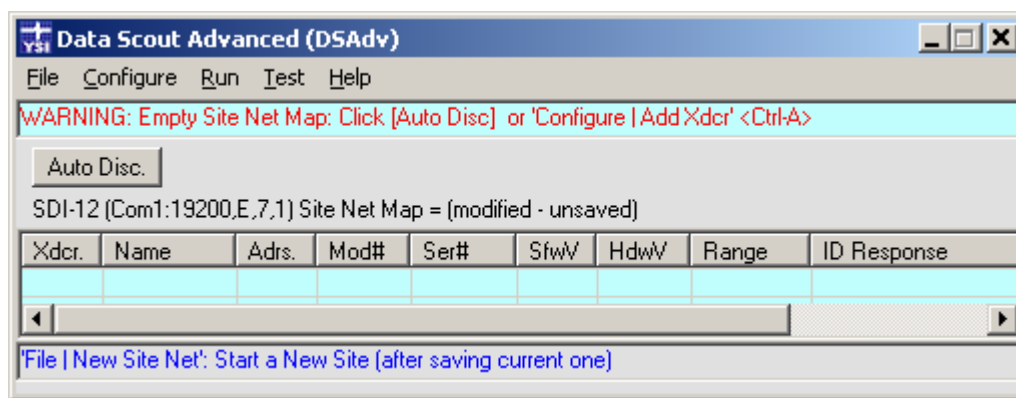 YSI Data Scout Advanced (DSAdv)
File Configure Run Test Help
WARNING: Empty Site Net Map: Click [Auto Disc] or 'Configure | Add Xdcr' <Ctrl-A>
Auto Disc.
SDI-12 (Com1:19200,E,7,1) Site Net Map = (modified - unsaved)
Xdcr. Name Adrs. Mod# Ser# SfwV HdwV Range ID Response
'File | New Site Net': Start a New Site (after saving current one)